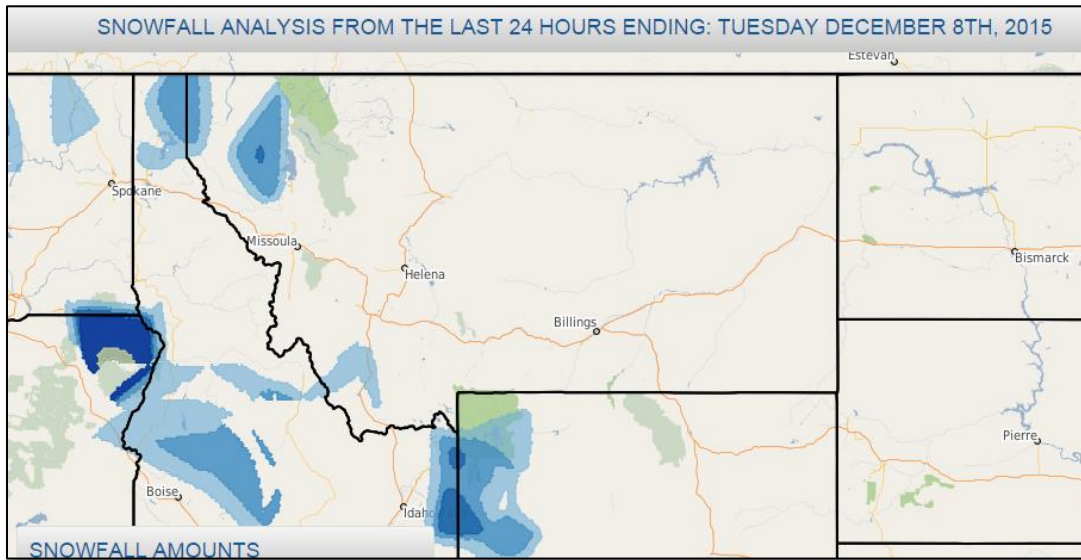 SNOWFALL ANALYSIS FROM THE LAST 24 HOURS ENDING: TUESDAY DECEMBER 8TH, 2015
Estevan
Spokane
Missoula
Helena
Bismarck
Billings
Pierre
Boise
Idaho
SNOWFALL AMOUNTS